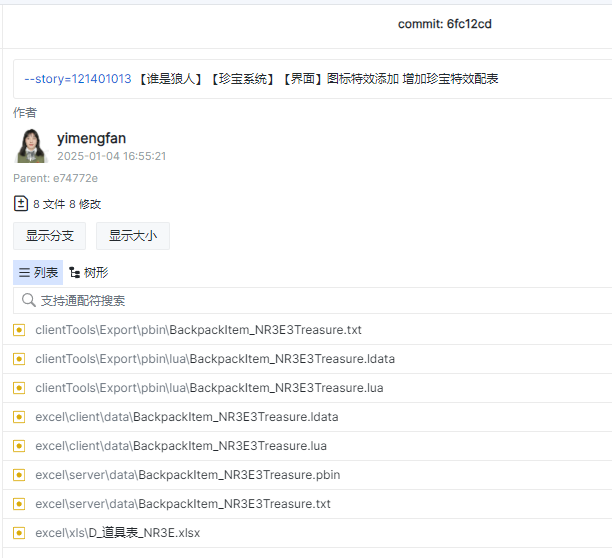 commit: 6fc12cd
--story=121401013 【谁是狼人】【珍宝系统】【界面】图标特效添加 增加珍宝特效配表
作者
yimengfan
2025-01-04 16:55:21
Parent: e74772e
8 文件 8 修改
显示分支 显示大小
列表 树形
支持通配符搜索
clientTools\Export\pbin\BackpackItem_NR3E3Treasure.txt
clientTools\Export\pbin\lua\BackpackItem_NR3E3Treasure.ldata
clientTools\Export\pbin\lua\BackpackItem_NR3E3Treasure.lua
excel\client\data\BackpackItem_NR3E3Treasure.ldata
excel\client\data\BackpackItem_NR3E3Treasure.lua
excel\server\data\BackpackItem_NR3E3Treasure.pbin
excel\server\data\BackpackItem_NR3E3Treasure.txt
excel\xls\D_道具表_NR3E.xlsx